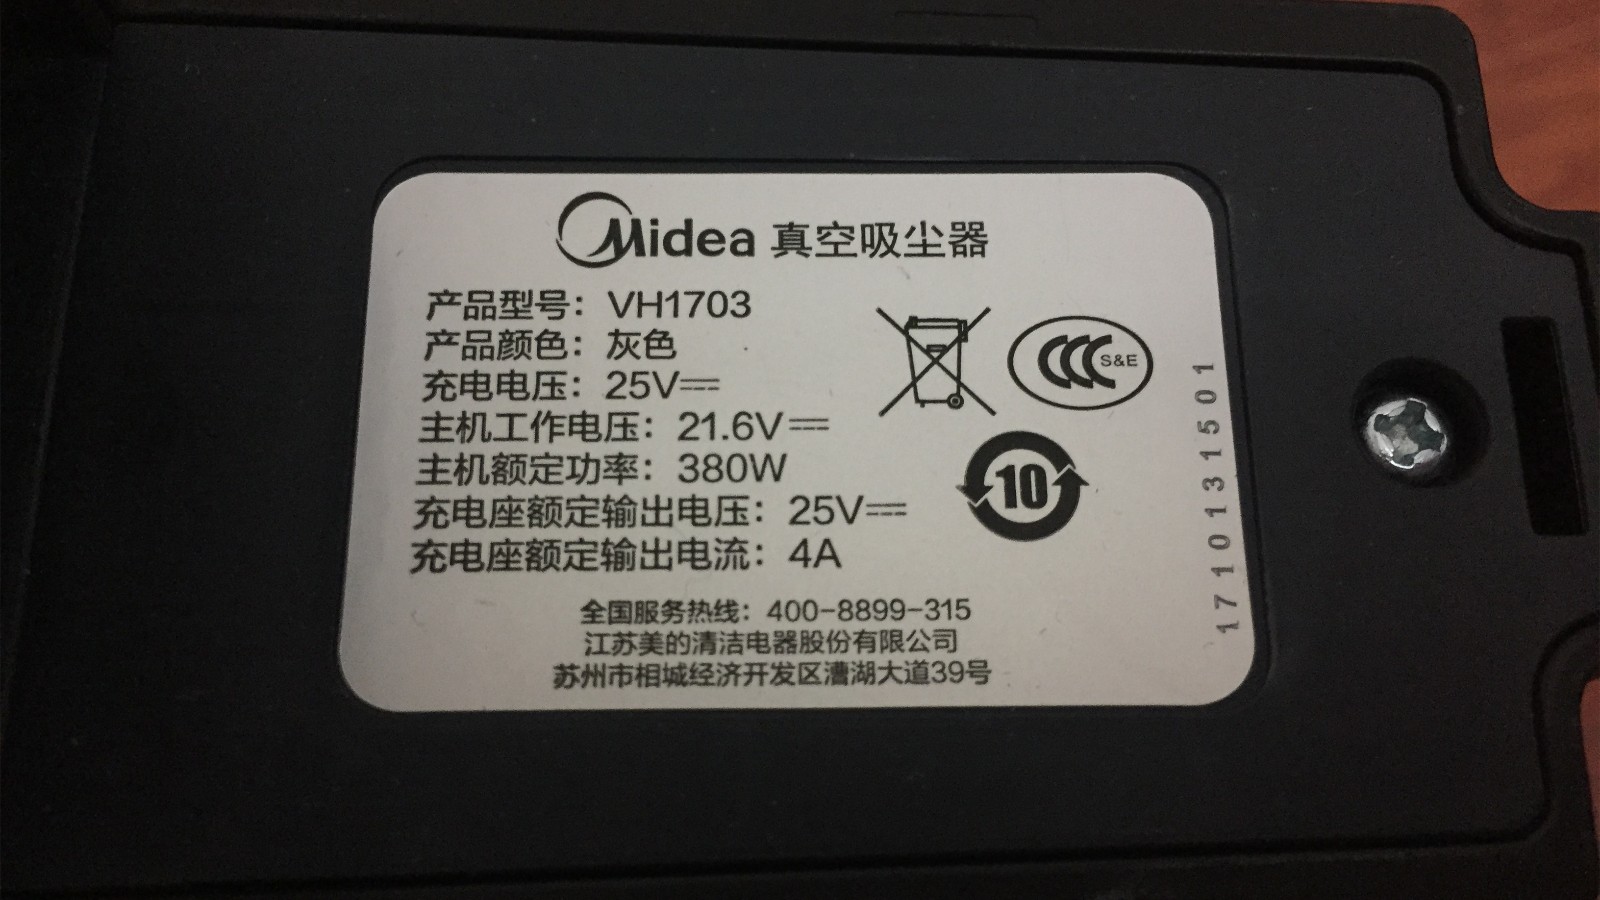 Midea 真空吸尘器
产品型号：VH1703
产品颜色：灰色
充电电压：25V⎓
主机工作电压：21.6V⎓
主机额定功率：380W
充电座额定输出电压：25V⎓
充电座额定输出电流：4A
CCC S&E
10
1710131501
全国服务热线：400-8899-315
江苏美的清洁电器股份有限公司
苏州市相城经济开发区漕湖大道39号